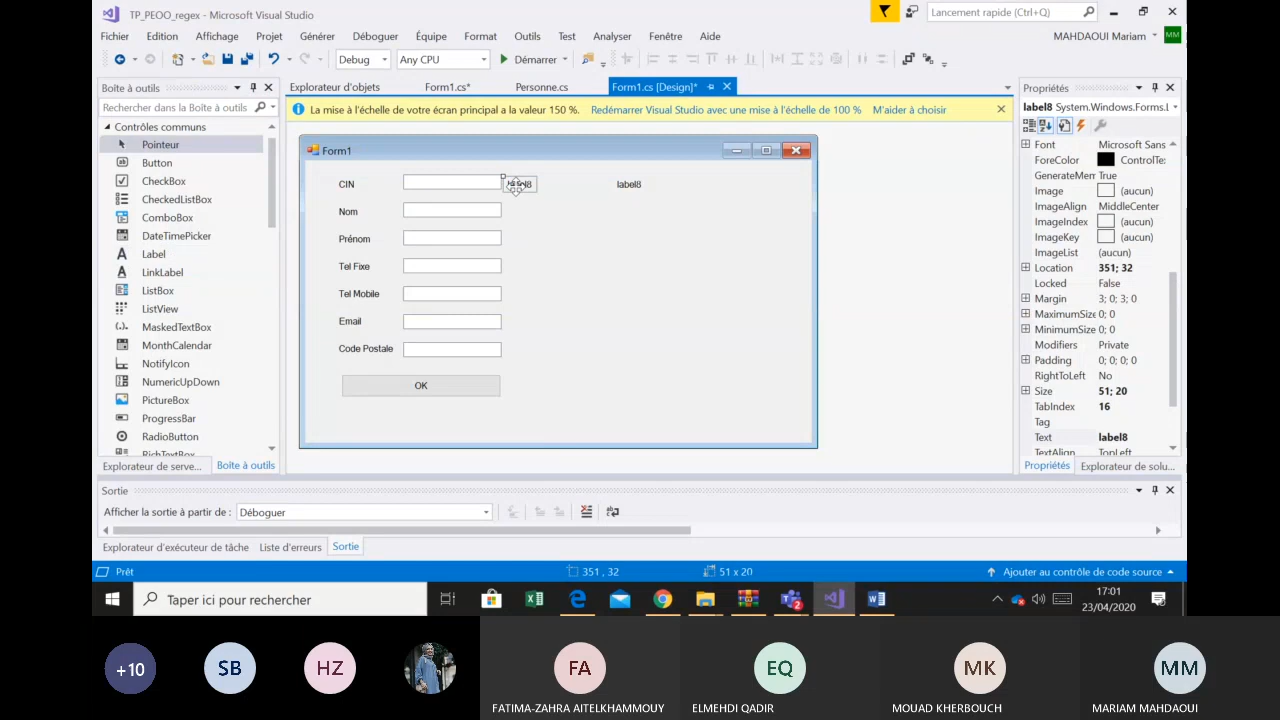 TP_PEOO_regex - Microsoft Visual Studio
Lancement rapide (Ctrl+Q)
Fichier Edition Affichage Projet Générer Déboguer Équipe Format Outils Test Analyser Fenêtre Aide
MAHDAOUI Mariam MM
Debug Any CPU Démarrer
Boîte à outils
Explorateur d'objets Form1.cs* Personne.cs Form1.cs [Design]*
Propriétés
Rechercher dans la Boîte à outils
La mise à l'échelle de votre écran principal a la valeur 150 %. Redémarrer Visual Studio avec une mise à l'échelle de 100 % M'aider à choisir
label8 System.Windows.Forms.l
Contrôles communs
Pointeur
Button
CheckBox
CheckedListBox
ComboBox
DateTimePicker
Label
LinkLabel
ListBox
ListView
MaskedTextBox
MonthCalendar
NotifyIcon
NumericUpDown
PictureBox
ProgressBar
RadioButton
RichTextBox
Form1
CIN
label8
Nom
Prénom
Tel Fixe
Tel Mobile
Email
Code Postale
OK
Font Microsoft Sans
ForeColor ControlTe
GenerateMem True
Image (aucun)
ImageAlign MiddleCenter
ImageIndex (aucun)
ImageKey (aucun)
ImageList (aucun)
Location 351; 32
Locked False
Margin 3; 0; 3; 0
MaximumSize 0; 0
MinimumSize 0; 0
Modifiers Private
Padding 0; 0; 0; 0
RightToLeft No
Size 51; 20
TabIndex 16
Tag
Text label8
TextAlign TopLeft
Explorateur de serve... Boîte à outils
Propriétés Explorateur de solu...
Sortie
Afficher la sortie à partir de : Déboguer
Explorateur d'exécuteur de tâche Liste d'erreurs Sortie
Prêt 351 , 32 51 x 20 Ajouter au contrôle de code source
Taper ici pour rechercher
17:01
23/04/2020
+10 SB HZ FA EQ MK MM
FATIMA-ZAHRA AITELKHAMMOUY ELMEHDI QADIR MOUAD KHERBOUCH MARIAM MAHDAOUI